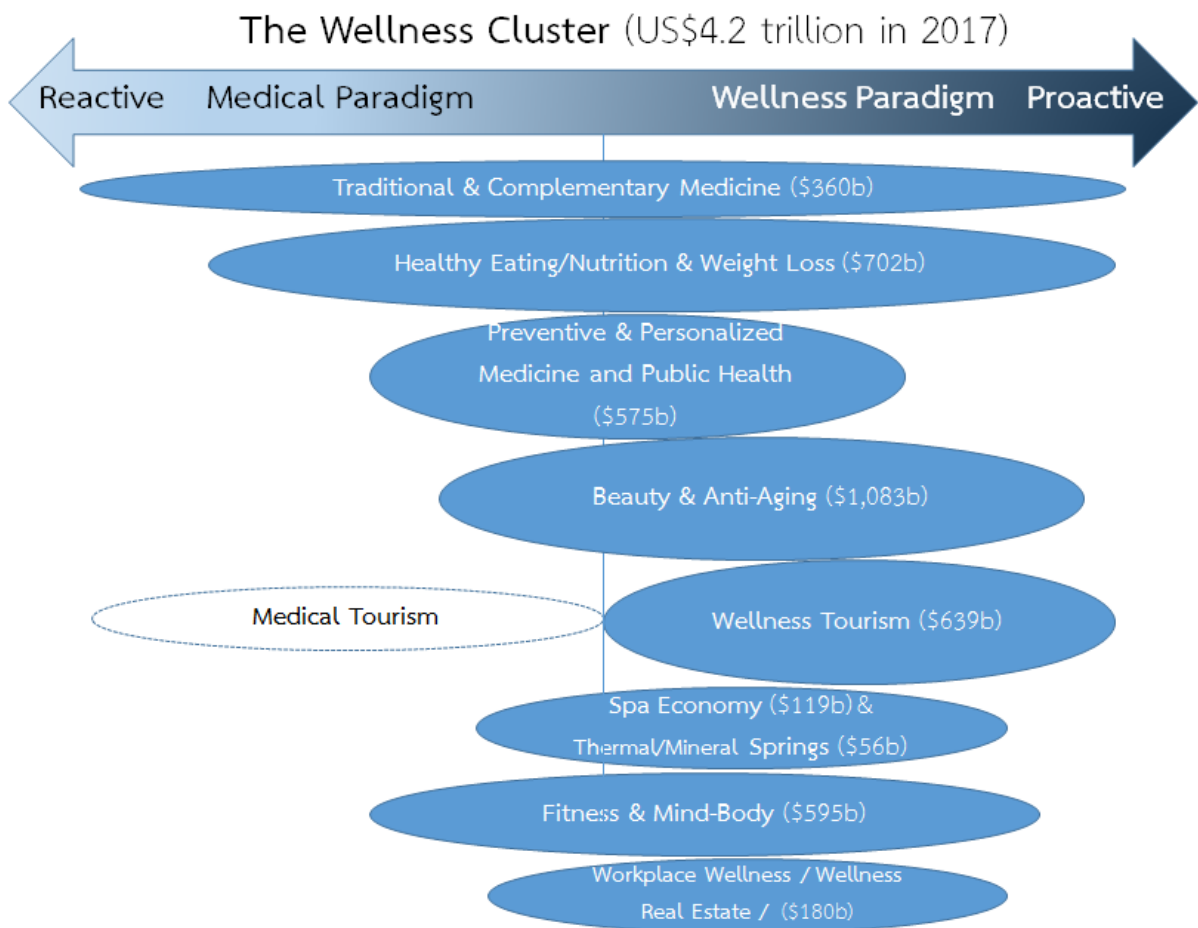 The Wellness Cluster (US$4.2 trillion in 2017)
Reactive Medical Paradigm Wellness Paradigm Proactive
Traditional & Complementary Medicine ($360b)
Healthy Eating/Nutrition & Weight Loss ($702b)
Preventive & Personalized
Medicine and Public Health
($575b)
Beauty & Anti-Aging ($1,083b)
Medical Tourism
Wellness Tourism ($639b)
Spa Economy ($119b) &
Thermal/Mineral Springs ($56b)
Fitness & Mind-Body ($595b)
Workplace Wellness / Wellness
Real Estate / ($180b)